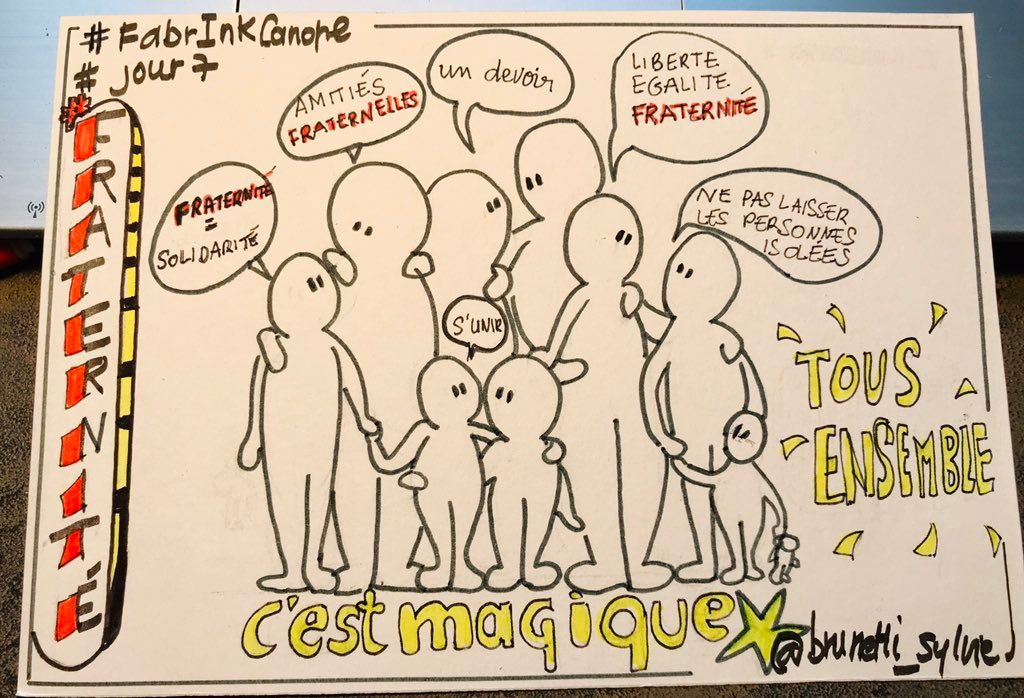 #FabrInkCanope
#jour7
#FRATERNITÉ
AMITIÉS
FRATERNELLES
un devoir
LIBERTE
EGALITE
FRATERNITÉ
FRATERNITÉ
=
SOLIDARITÉ
NE PAS LAISSER
LES PERSONNES
ISOLÉES
S'UNIR
TOUS
ENSEMBLE
c'est magique
@brunetti_sylvie